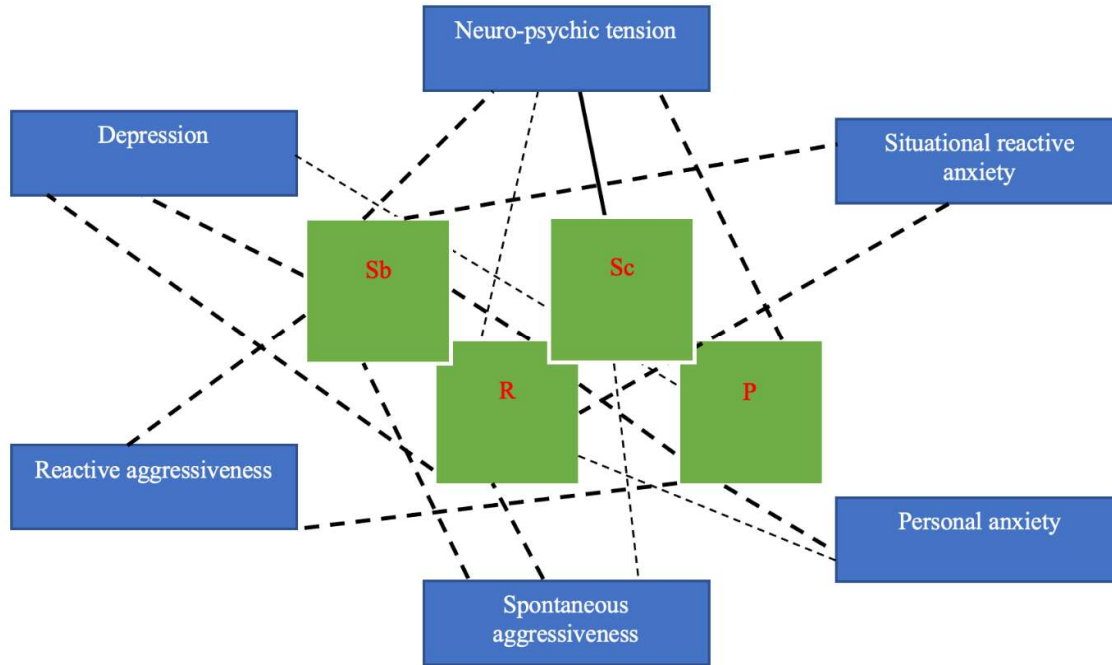 Neuro-psychic tension
Depression
Situational reactive
anxiety
Sb
Sc
R
P
Reactive aggressiveness
Personal anxiety
Spontaneous
aggressiveness